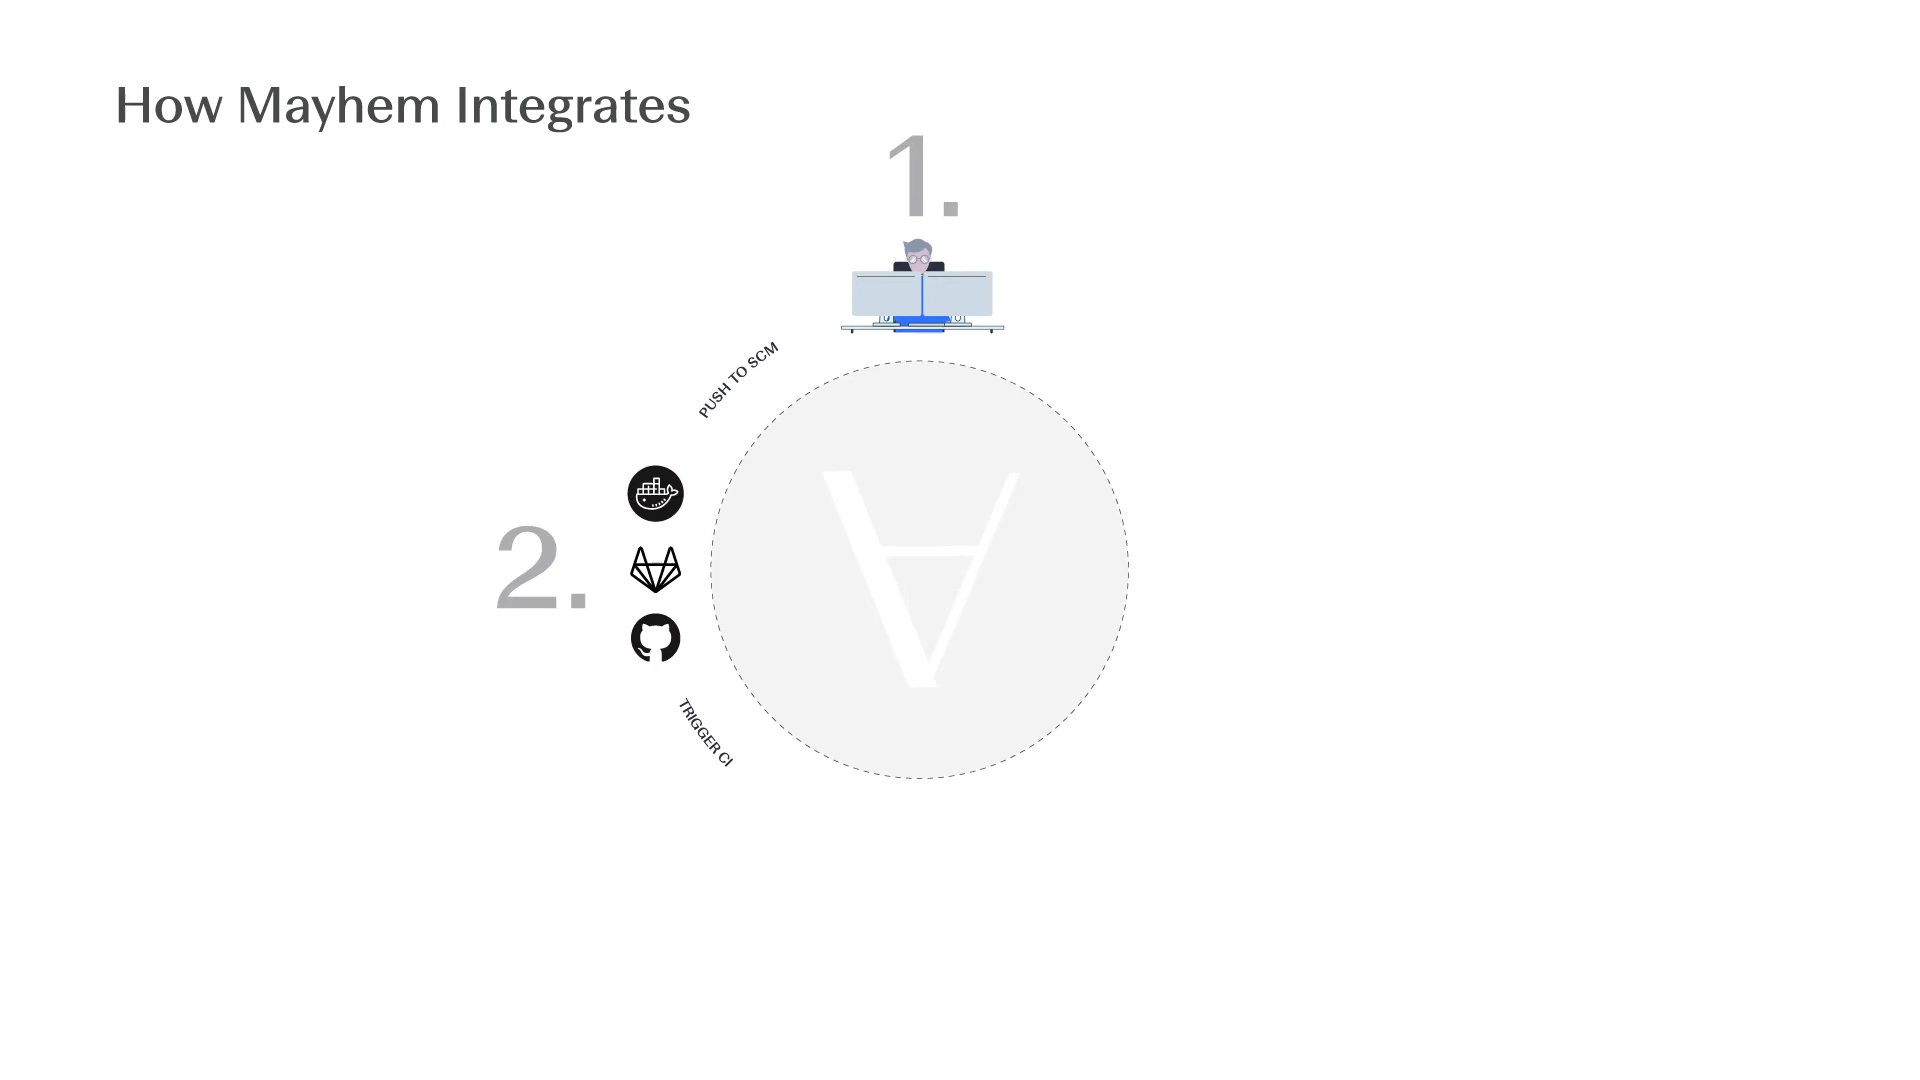 How Mayhem Integrates
1.
PUSH TO SCM
2.
TRIGGER CI